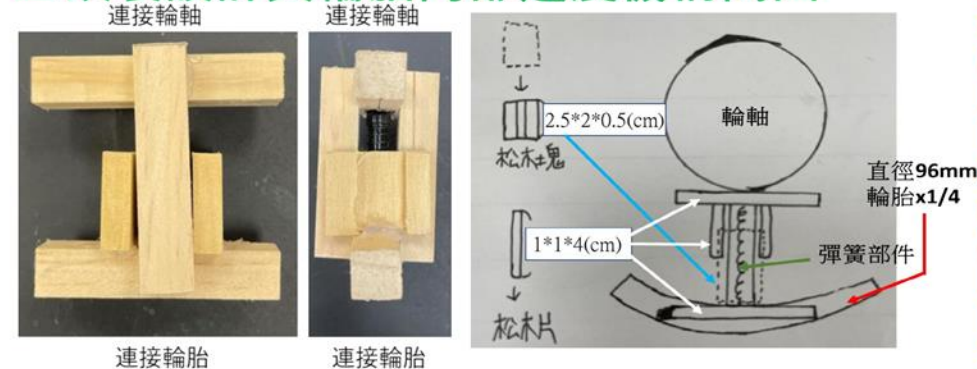 連接輪軸
連接輪軸
連接輪胎
連接輪胎
2.5*2*0.5(cm)
松木塊
1*1*4(cm)
松木片
輪軸
直徑96mm
輪胎x1/4
彈簧部件